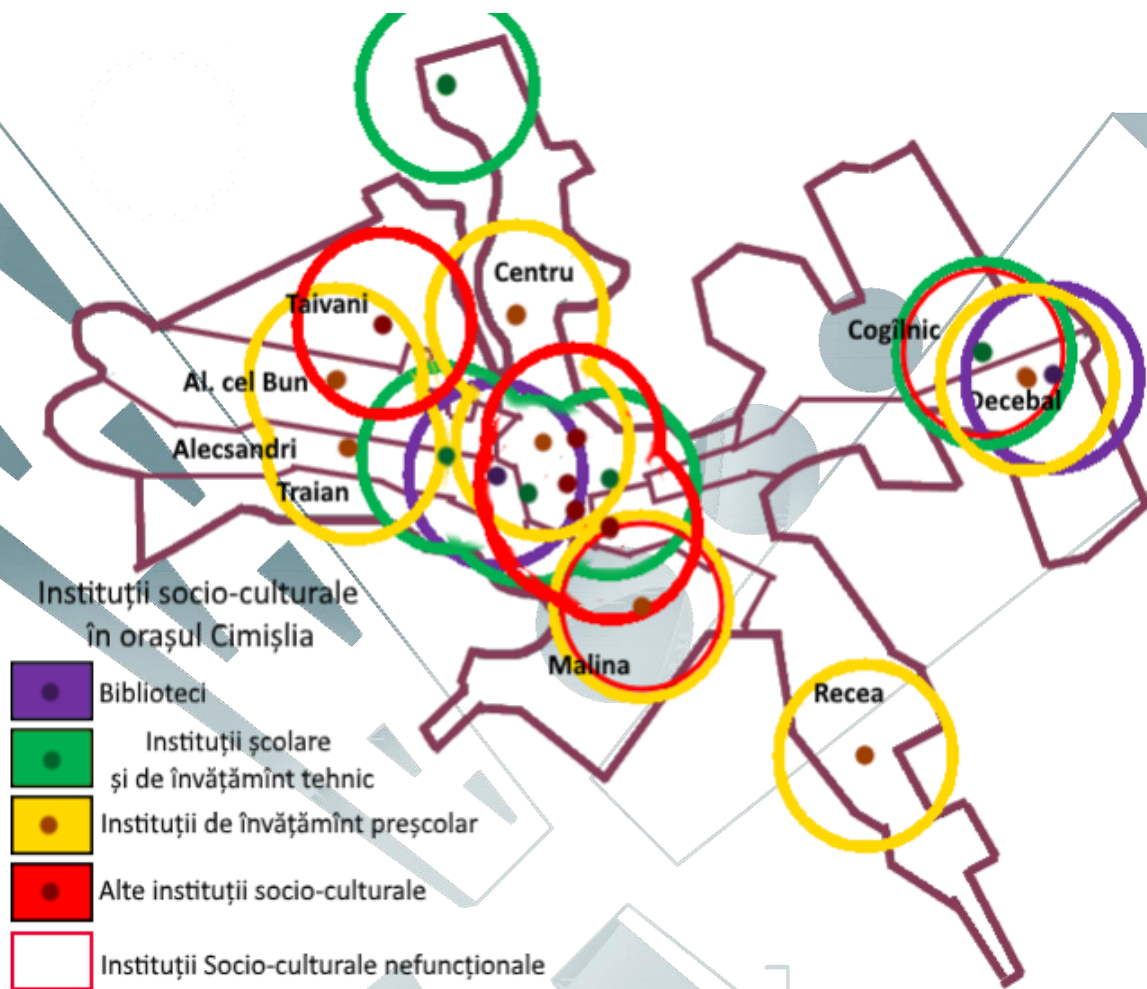 Centru
Taivani
Cogîlnic
Al. cel Bun
Decebal
Alecsandri
Traian
Malina
Recea
Instituții socio-culturale
în orașul Cimișlia
Biblioteci
Instituții școlare
și de învățămînt tehnic
Instituții de învățămînt preșcolar
Alte instituții socio-culturale
Instituții Socio-culturale nefuncționale